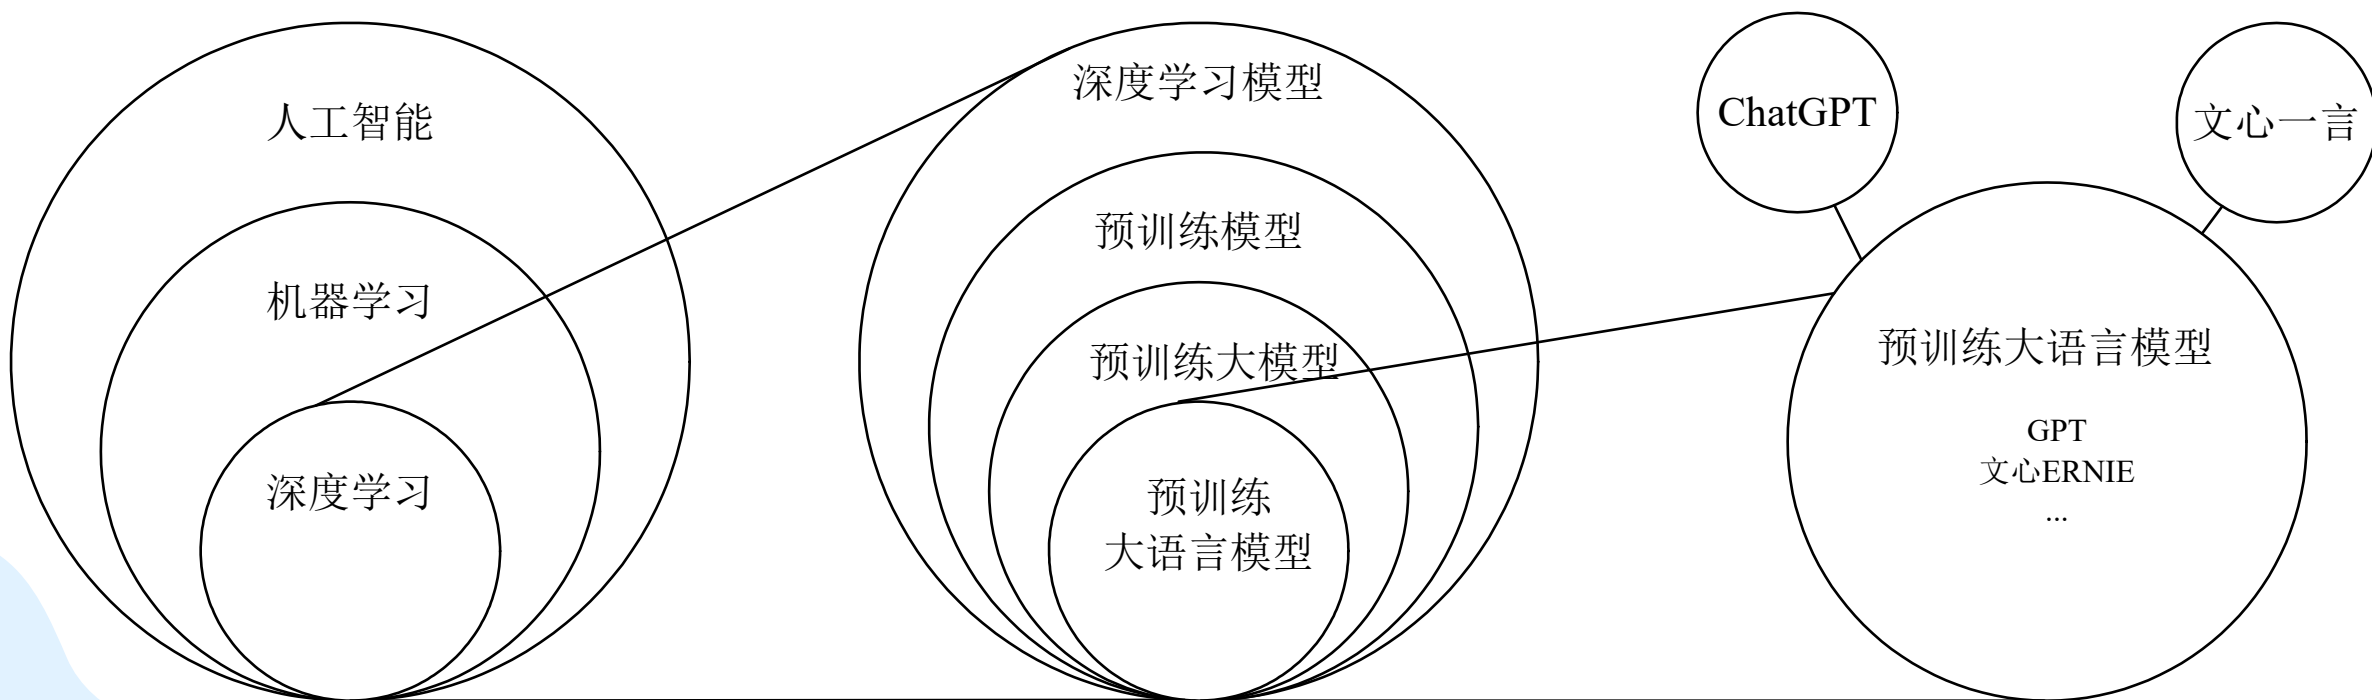 人工智能
机器学习
深度学习
深度学习模型
预训练模型
预训练大模型
预训练
大语言模型
ChatGPT
文心一言
预训练大语言模型
GPT
文心ERNIE
...